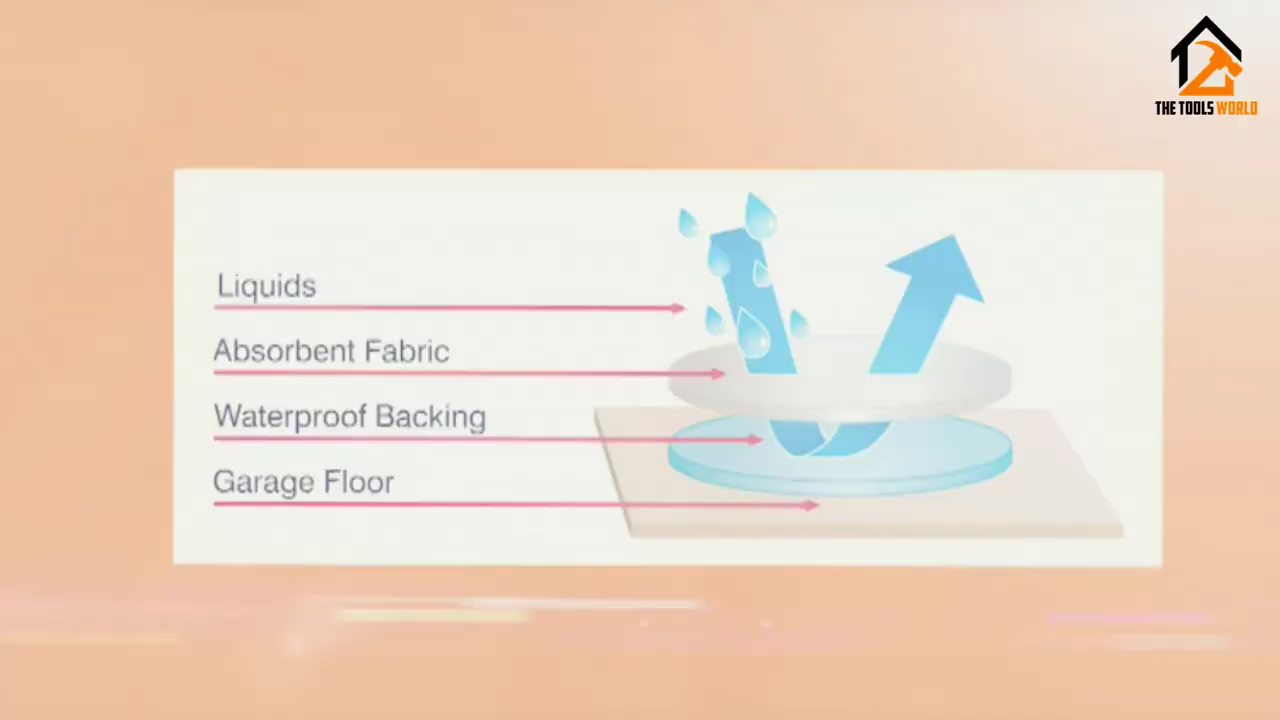 THE TOOLS WORLD
Liquids
Absorbent Fabric
Waterproof Backing
Garage Floor